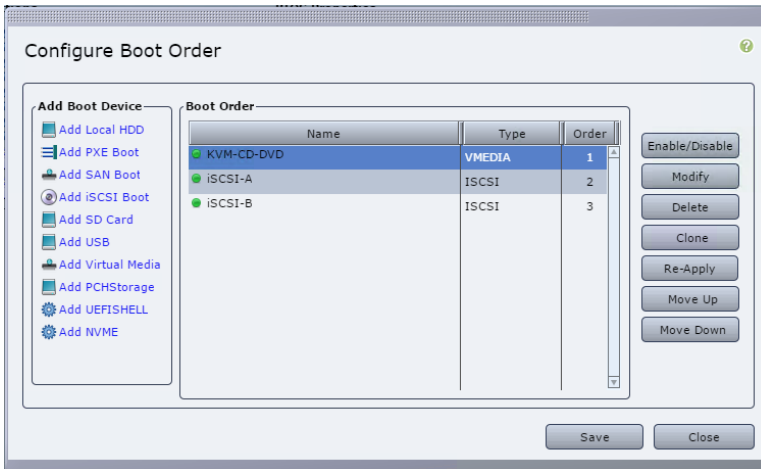 Configure Boot Order
Add Boot Device
Add Local HDD
Add PXE Boot
Add SAN Boot
Add iSCSI Boot
Add SD Card
Add USB
Add Virtual Media
Add PCHStorage
Add UEFISHELL
Add NVME
Boot Order
Name Type Order
KVM-CD-DVD VMEDIA 1
iSCSI-A ISCSI 2
iSCSI-B ISCSI 3
Enable/Disable
Modify
Delete
Clone
Re-Apply
Move Up
Move Down
Save Close